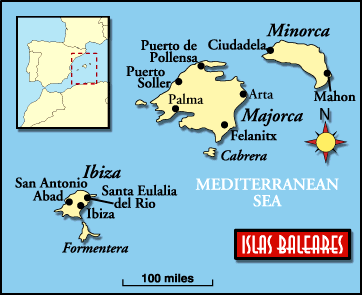 Minorca
Ciudadela
Puerto de
Pollensa
Puerto
Soller
Palma
Arta
Mahon
Majorca
Felanitx
Cabrera
N
Ibiza
San Antonio
Abad
Santa Eulalia
del Rio
Ibiza
Formentera
MEDITERRANEAN
SEA
ISLAS BALEARES
100 miles